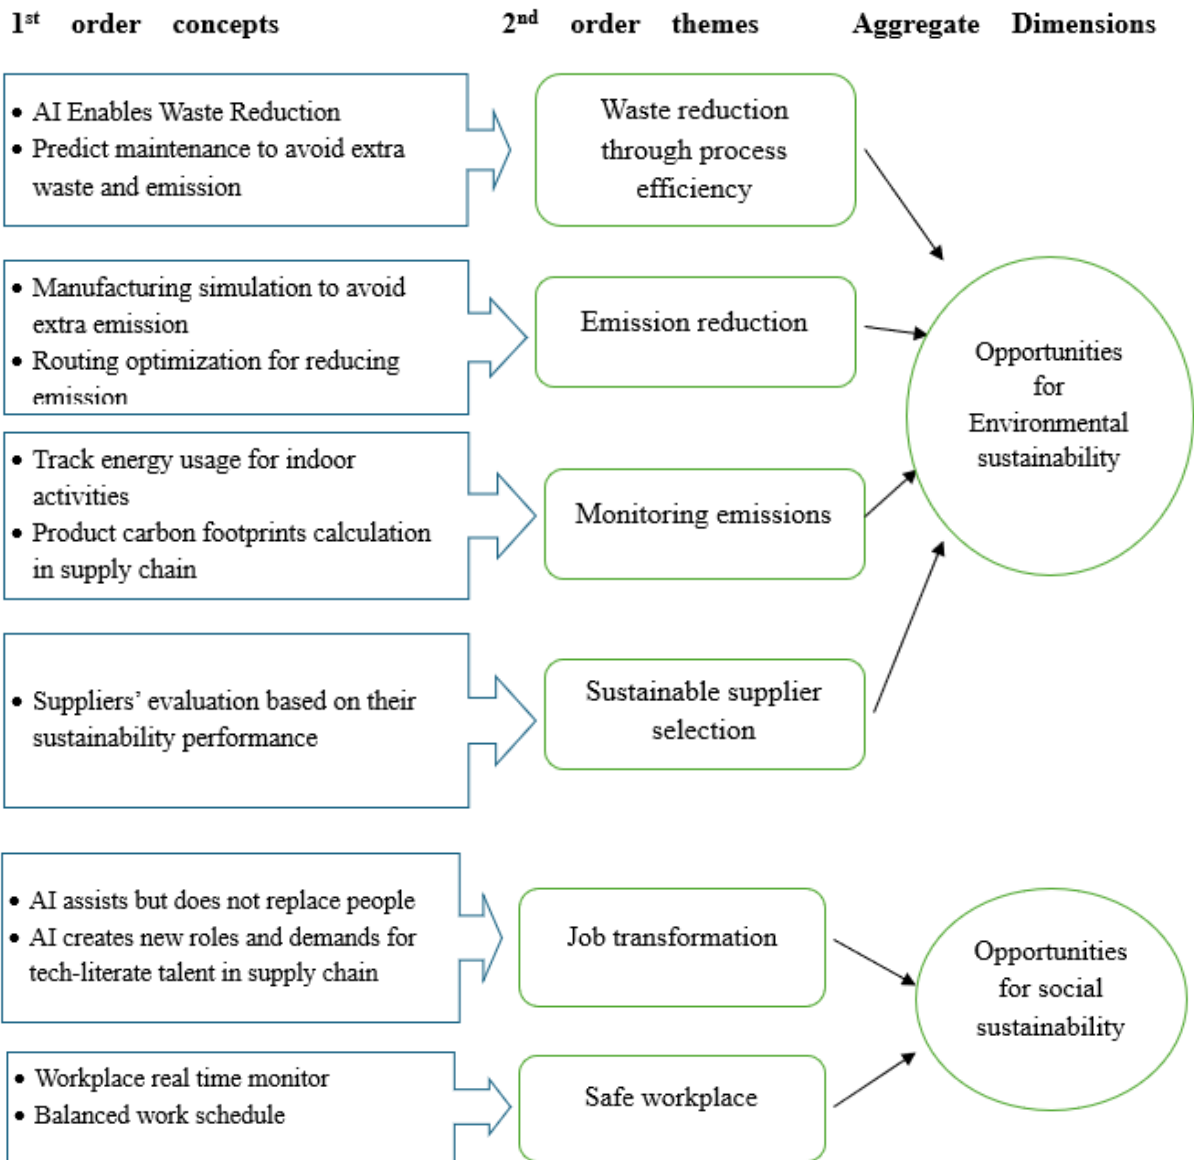 1st order concepts
2nd order themes
Aggregate Dimensions
• AI Enables Waste Reduction
• Predict maintenance to avoid extra
waste and emission
Waste reduction
through process
efficiency
• Manufacturing simulation to avoid
extra emission
• Routing optimization for reducing
emission
Emission reduction
• Track energy usage for indoor
activities
• Product carbon footprints calculation
in supply chain
Monitoring emissions
• Suppliers’ evaluation based on their
sustainability performance
Sustainable supplier
selection
Opportunities
for
Environmental
sustainability
• AI assists but does not replace people
• AI creates new roles and demands for
tech-literate talent in supply chain
Job transformation
• Workplace real time monitor
• Balanced work schedule
Safe workplace
Opportunities
for social
sustainability